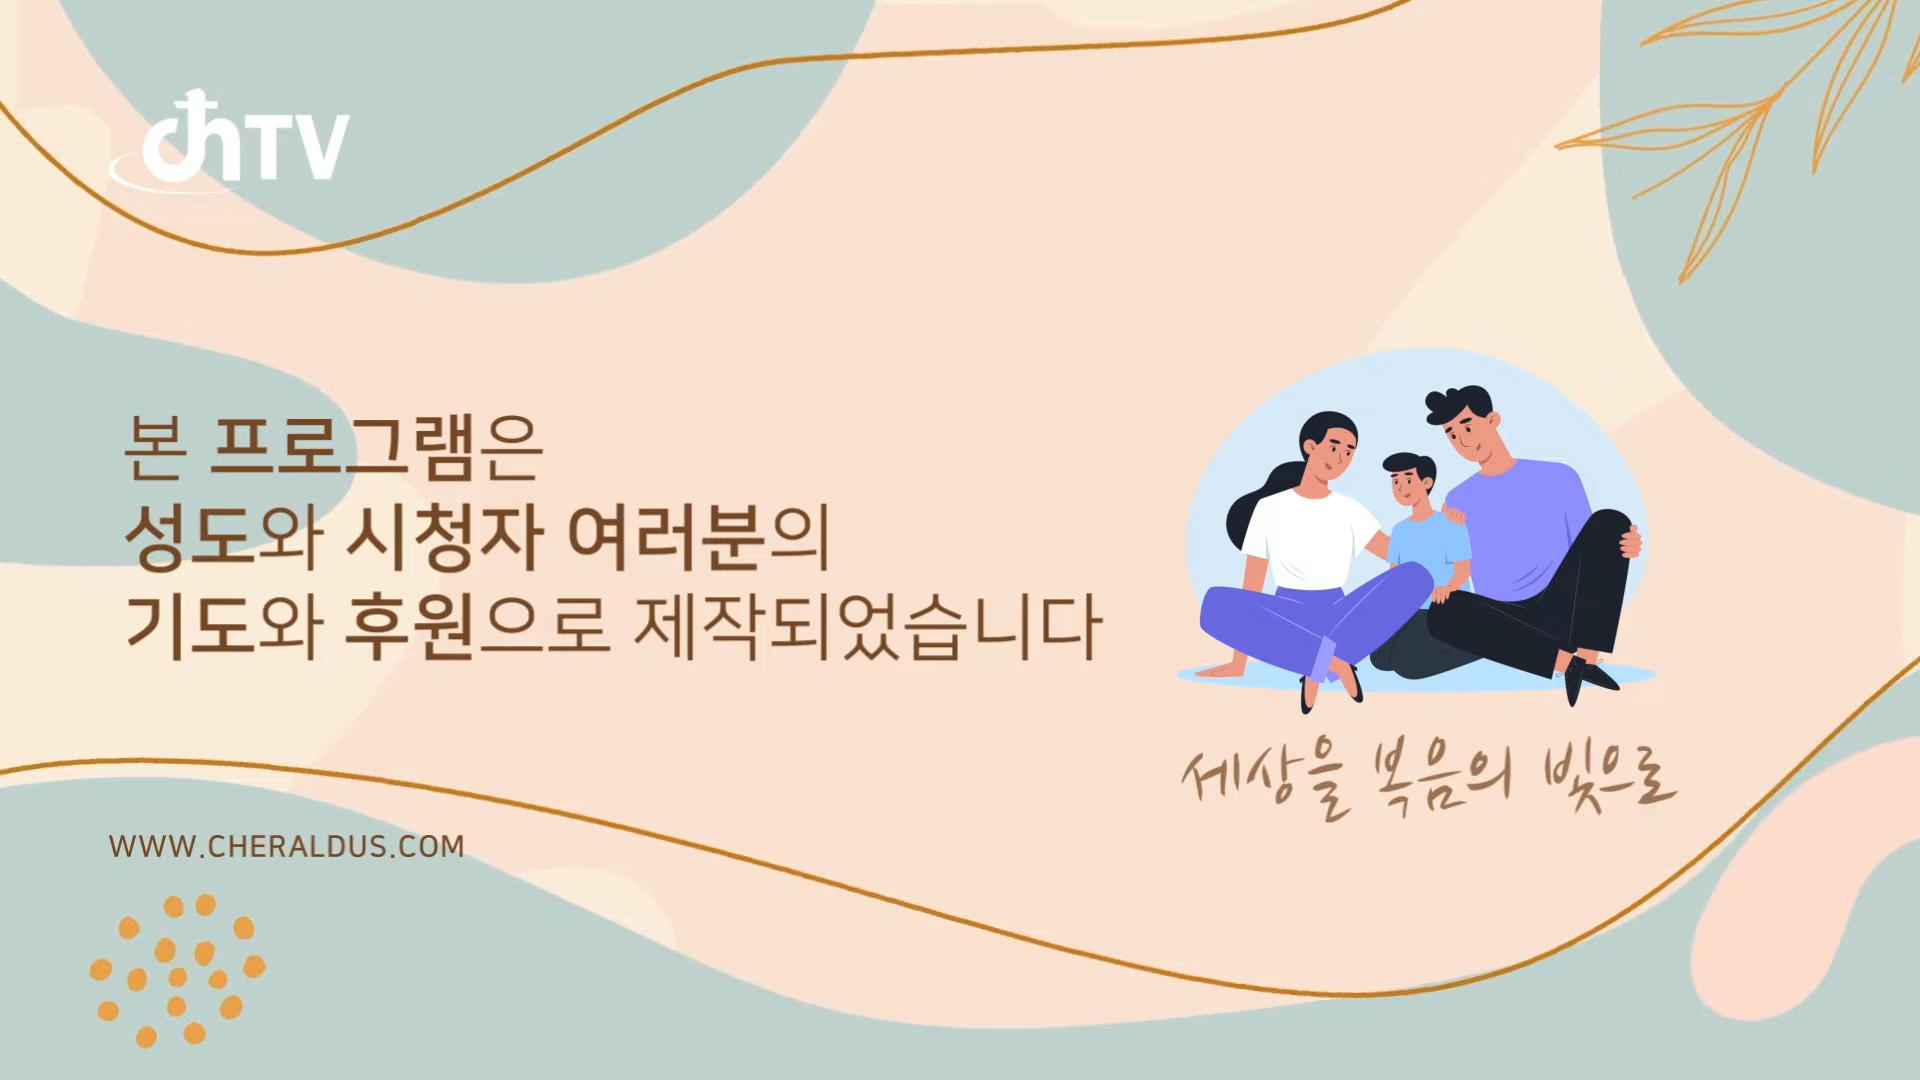 chTV
본 프로그램은
성도와 시청자 여러분의
기도와 후원으로 제작되었습니다
세상을 복음의 빛으로
WWW.CHERALDUS.COM